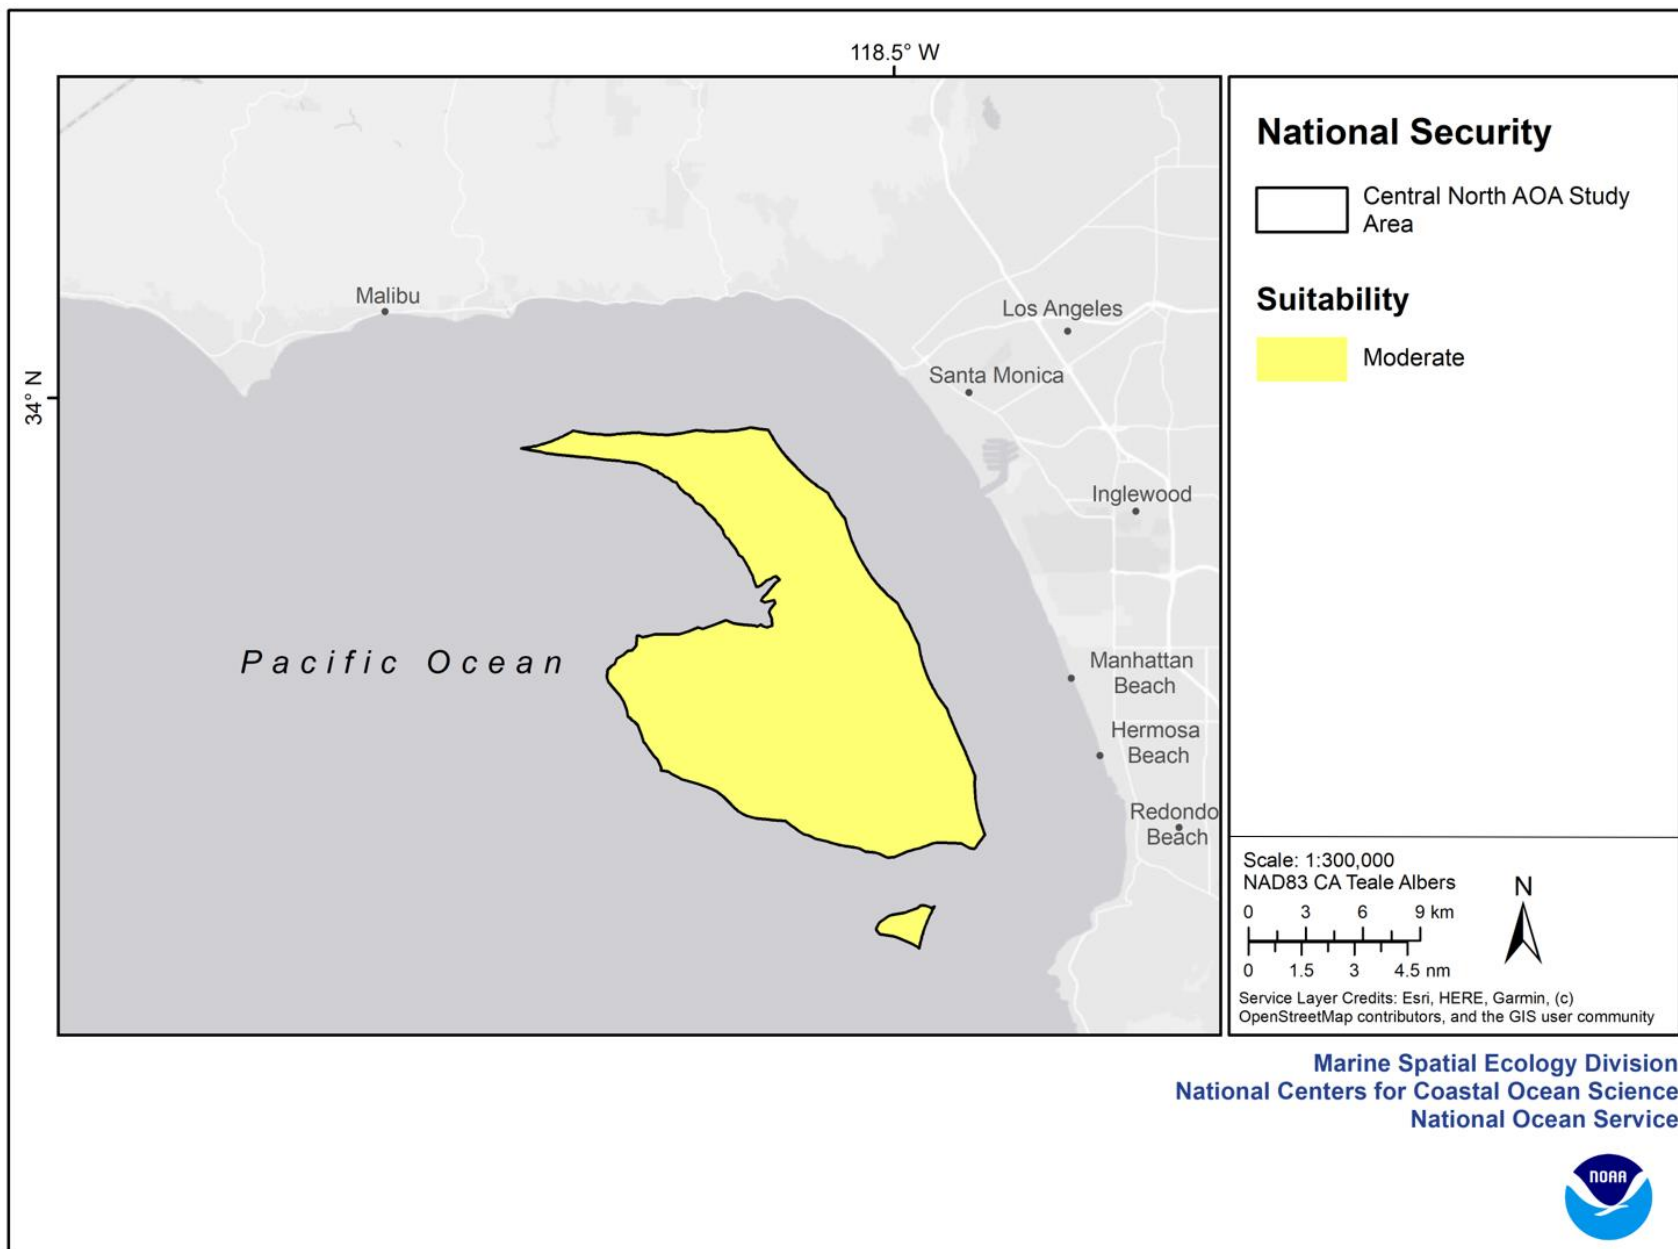 118.5° W
34° N
Malibu
Los Angeles
Santa Monica
Inglewood
Pacific Ocean
Manhattan
Beach
Hermosa
Beach
Redondo
Beach
National Security
Central North AOA Study
Area
Suitability
Moderate
Scale: 1:300,000
NAD83 CA Teale Albers
0 3 6 9 km
0 1.5 3 4.5 nm
N
Service Layer Credits: Esri, HERE, Garmin, (c)
OpenStreetMap contributors, and the GIS user community
Marine Spatial Ecology Division
National Centers for Coastal Ocean Science
National Ocean Service
NOAA